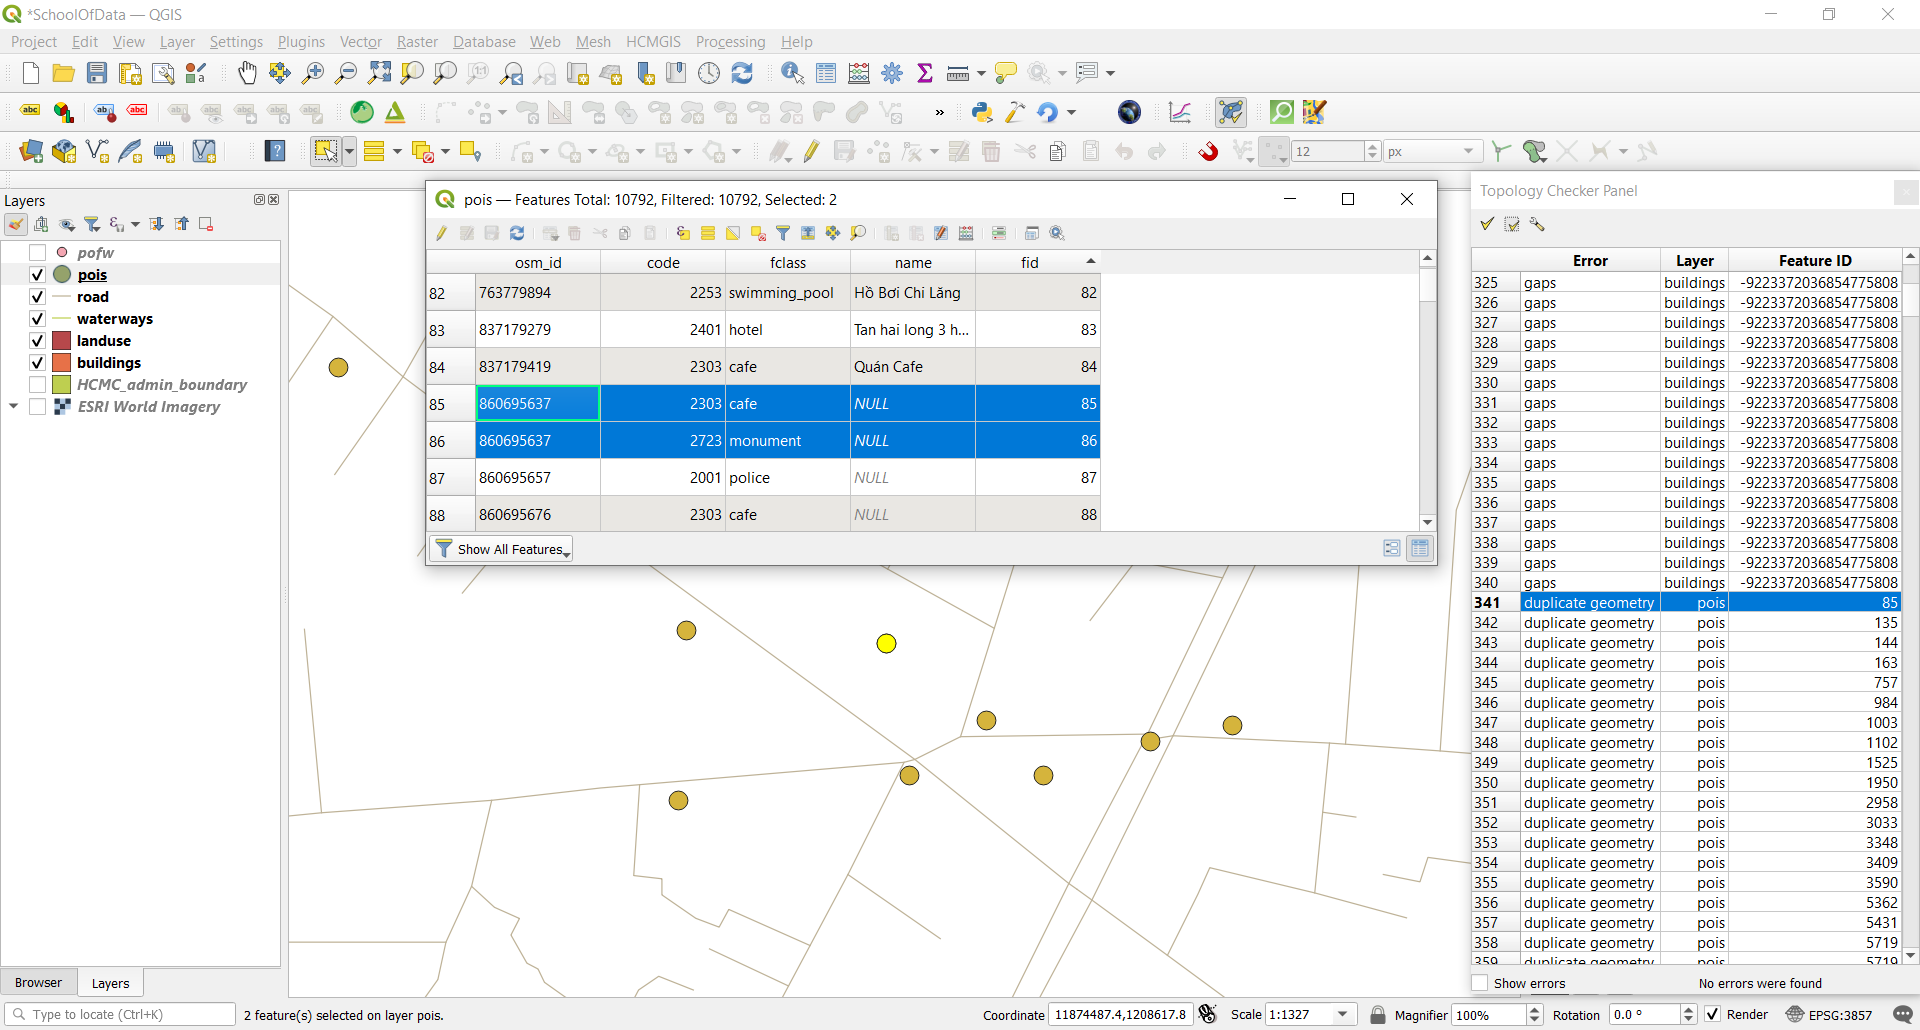 *SchoolOfData — QGIS
Project Edit View Layer Settings Plugins Vector Raster Database Web Mesh HCMGIS Processing Help
abc abc abc
12 px
Layers
pofw
pois
road
waterways
landuse
buildings
HCMC_admin_boundary
ESRI World Imagery
Browser Layers
pois — Features Total: 10792, Filtered: 10792, Selected: 2
osm_id code fclass name fid
82 763779894 2253 swimming_pool Hồ Bơi Chi Lăng 82
83 837179279 2401 hotel Tan hai long 3 h... 83
84 837179419 2303 cafe Quán Cafe 84
85 860695637 2303 cafe NULL 85
86 860695637 2723 monument NULL 86
87 860695657 2001 police NULL 87
88 860695676 2303 cafe NULL 88
Show All Features
Topology Checker Panel
Error Layer Feature ID
325 gaps buildings -9223372036854775808
326 gaps buildings -9223372036854775808
327 gaps buildings -9223372036854775808
328 gaps buildings -9223372036854775808
329 gaps buildings -9223372036854775808
330 gaps buildings -9223372036854775808
331 gaps buildings -9223372036854775808
332 gaps buildings -9223372036854775808
333 gaps buildings -9223372036854775808
334 gaps buildings -9223372036854775808
335 gaps buildings -9223372036854775808
336 gaps buildings -9223372036854775808
337 gaps buildings -9223372036854775808
338 gaps buildings -9223372036854775808
339 gaps buildings -9223372036854775808
340 gaps buildings -9223372036854775808
341 duplicate geometry pois 85
342 duplicate geometry pois 135
343 duplicate geometry pois 144
344 duplicate geometry pois 163
345 duplicate geometry pois 757
346 duplicate geometry pois 984
347 duplicate geometry pois 1003
348 duplicate geometry pois 1102
349 duplicate geometry pois 1525
350 duplicate geometry pois 1950
351 duplicate geometry pois 2958
352 duplicate geometry pois 3033
353 duplicate geometry pois 3348
354 duplicate geometry pois 3409
355 duplicate geometry pois 3590
356 duplicate geometry pois 5362
357 duplicate geometry pois 5431
358 duplicate geometry pois 5719
359 duplicate geometry pois 5719
Show errors No errors were found
Type to locate (Ctrl+K) 2 feature(s) selected on layer pois. Coordinate 11874487.4,1208617.8 Scale 1:1327 Magnifier 100% Rotation 0.0 ° Render EPSG:3857